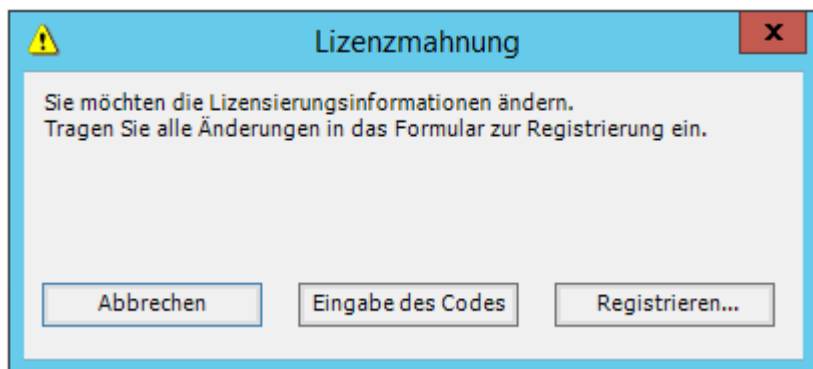 Lizenzmahnung
x
Sie möchten die Lizensierungsinformationen ändern.
Tragen Sie alle Änderungen in das Formular zur Registrierung ein.
Abbrechen Eingabe des Codes Registrieren...